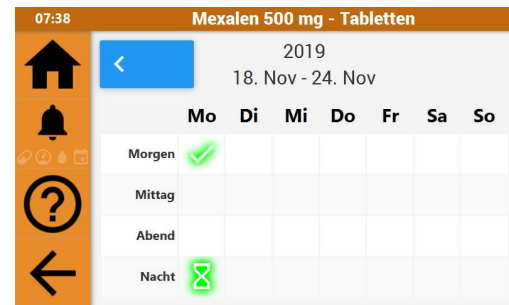 07:38 Mexalen 500 mg - Tabletten
2019
18. Nov - 24. Nov
Mo Di Mi Do Fr Sa So
Morgen
Mittag
Abend
Nacht